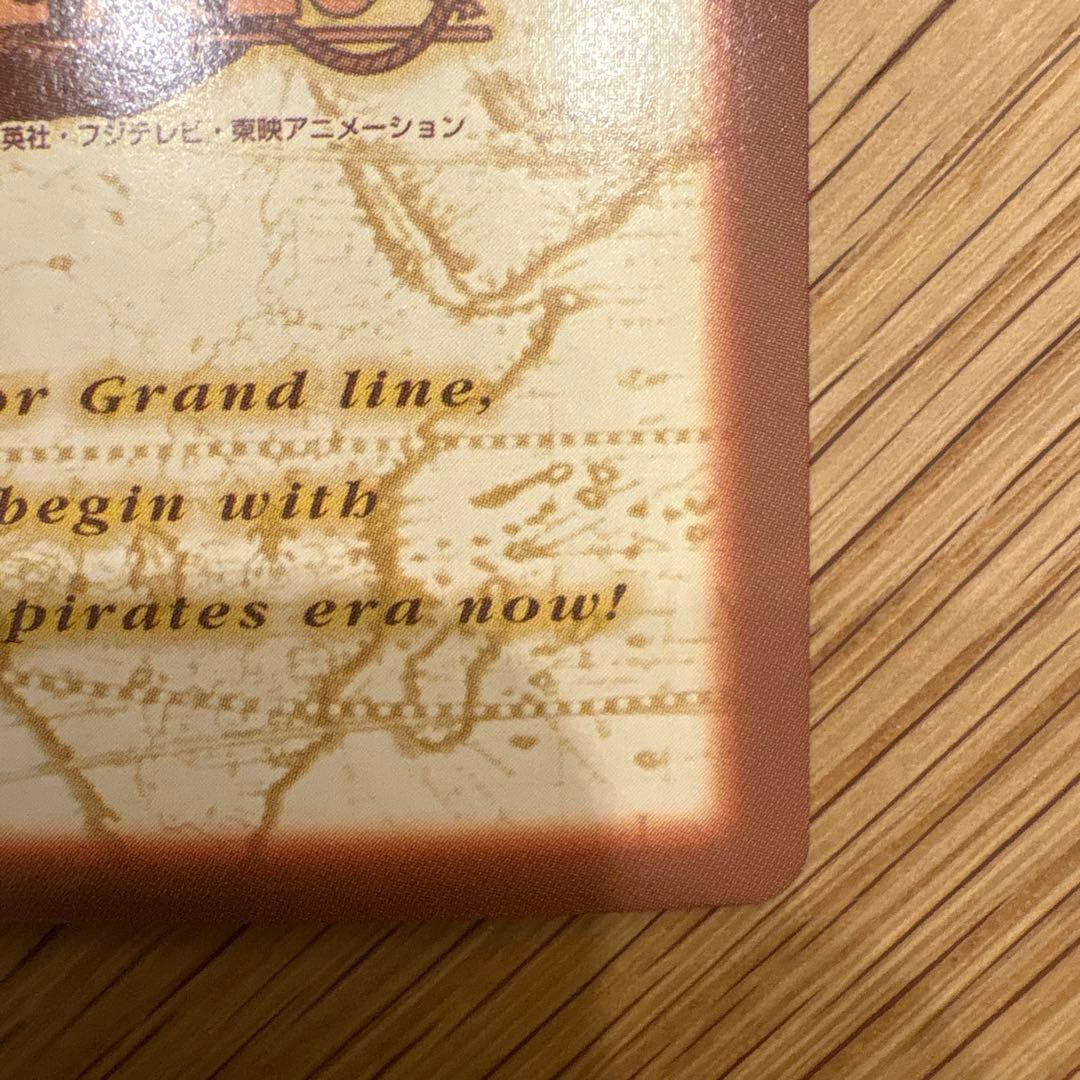 英社・フジテレビ・東映アニメーション
or Grand line,
begin with
pirates era now!